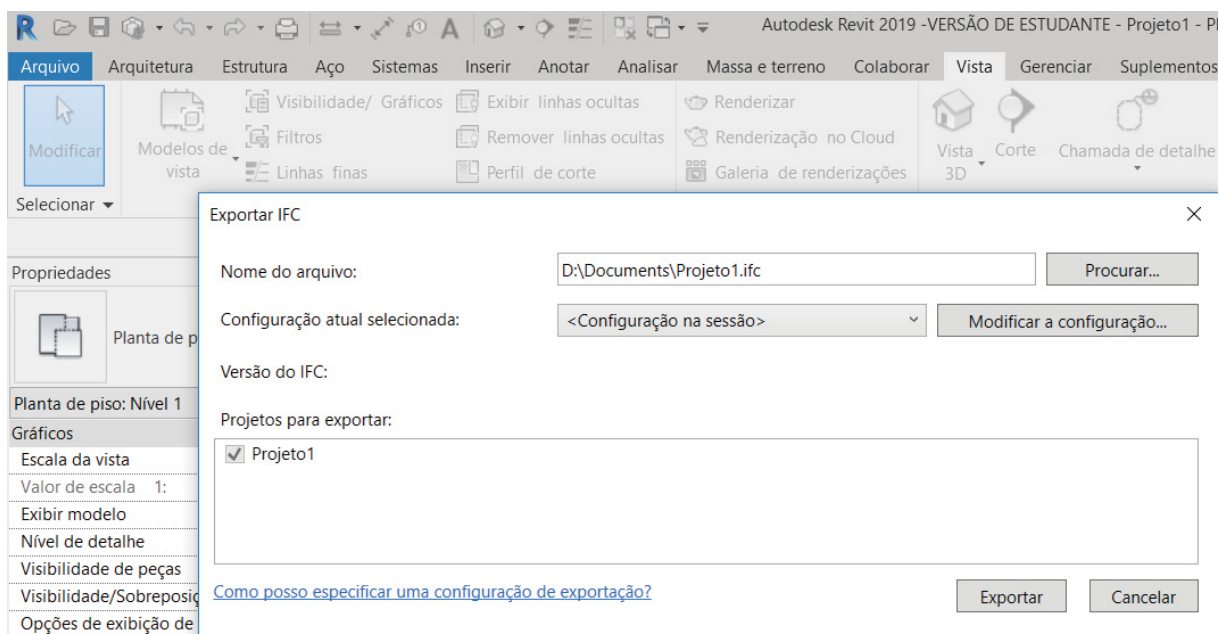 Autodesk Revit 2019 -VERSÃO DE ESTUDANTE - Projeto1 -
Arquivo Arquitetura Estrutura Aço Sistemas Inserir Anotar Analisar Massa e terreno Colaborar Vista Gerenciar Suplementos
Modificar
Modelos de
vista
Visibilidade/ Gráficos
Filtros
Linhas finas
Exibir linhas ocultas
Remover linhas ocultas
Perfil de corte
Renderizar
Renderização no Cloud
Galeria de renderizações
Vista
3D
Corte
Chamada de detalhe
Selecionar
Exportar IFC
Nome do arquivo: D:\Documents\Projeto1.ifc Procurar...
Configuração atual selecionada: <Configuração na sessão> Modificar a configuração...
Versão do IFC:
Projetos para exportar:
Projeto1
Como posso especificar uma configuração de exportação?
Exportar Cancelar
Propriedades
Planta de p
Planta de piso: Nível 1
Gráficos
Escala da vista
Valor de escala 1:
Exibir modelo
Nível de detalhe
Visibilidade de peças
Visibilidade/Sobreposiç
Opções de exibição de